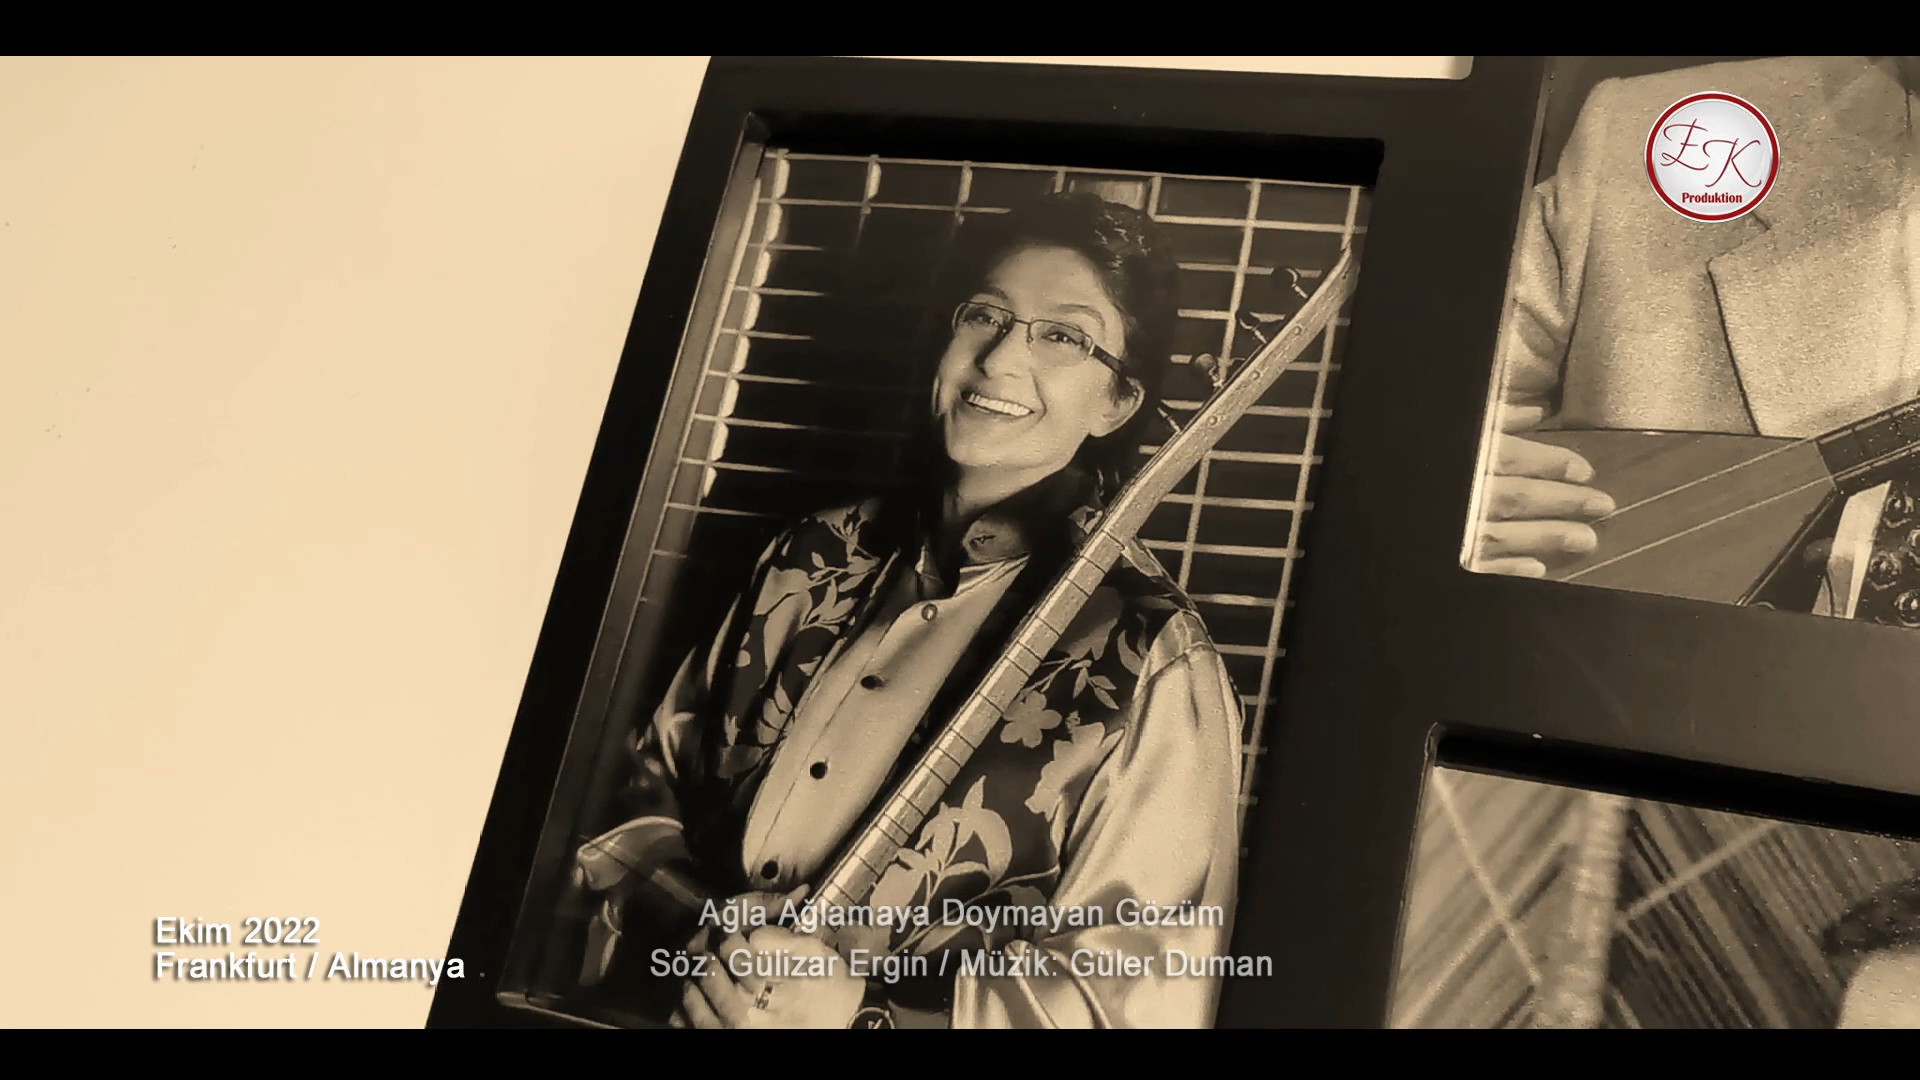 EK
Produktion
Ekim 2022
Frankfurt / Almanya
Ağla Ağlamaya Doymayan Gözüm
Söz: Gülizar Ergin / Müzik: Güler Duman